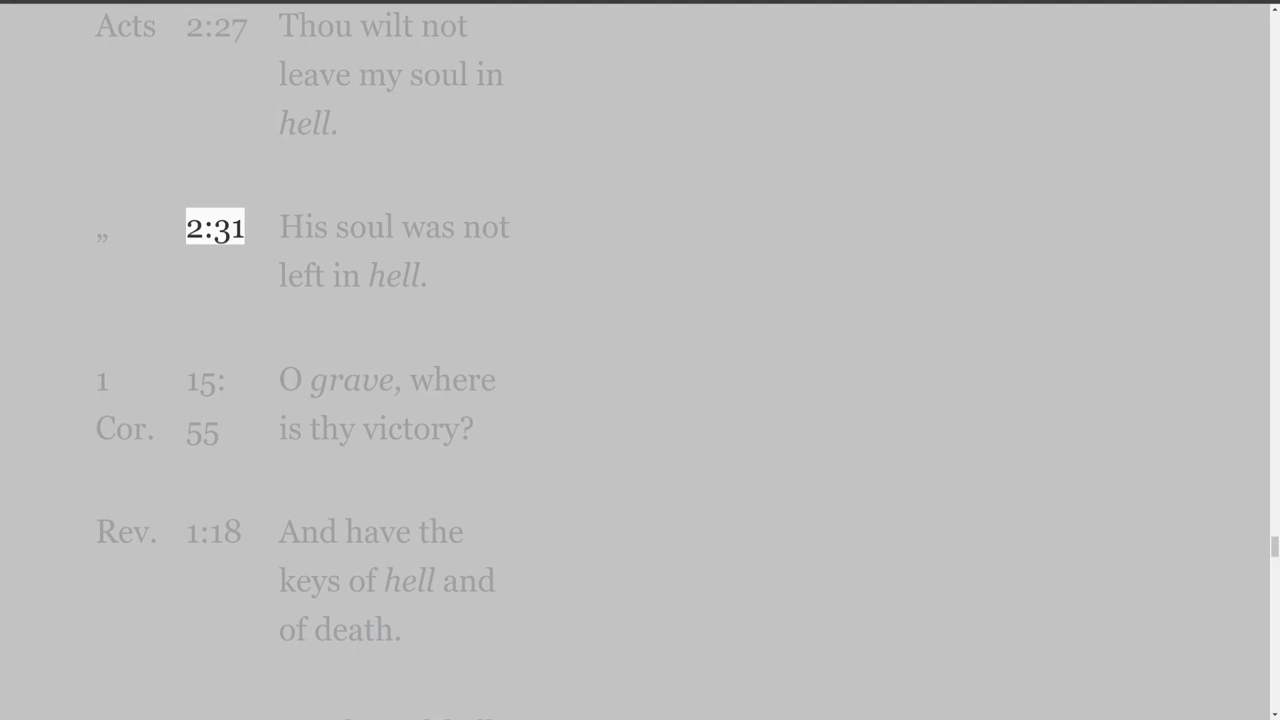 Acts 2:27 Thou wilt not
leave my soul in
hell.
„ 2:31 His soul was not
left in hell.
1 15: O grave, where
Cor. 55 is thy victory?
Rev. 1:18 And have the
keys of hell and
of death.